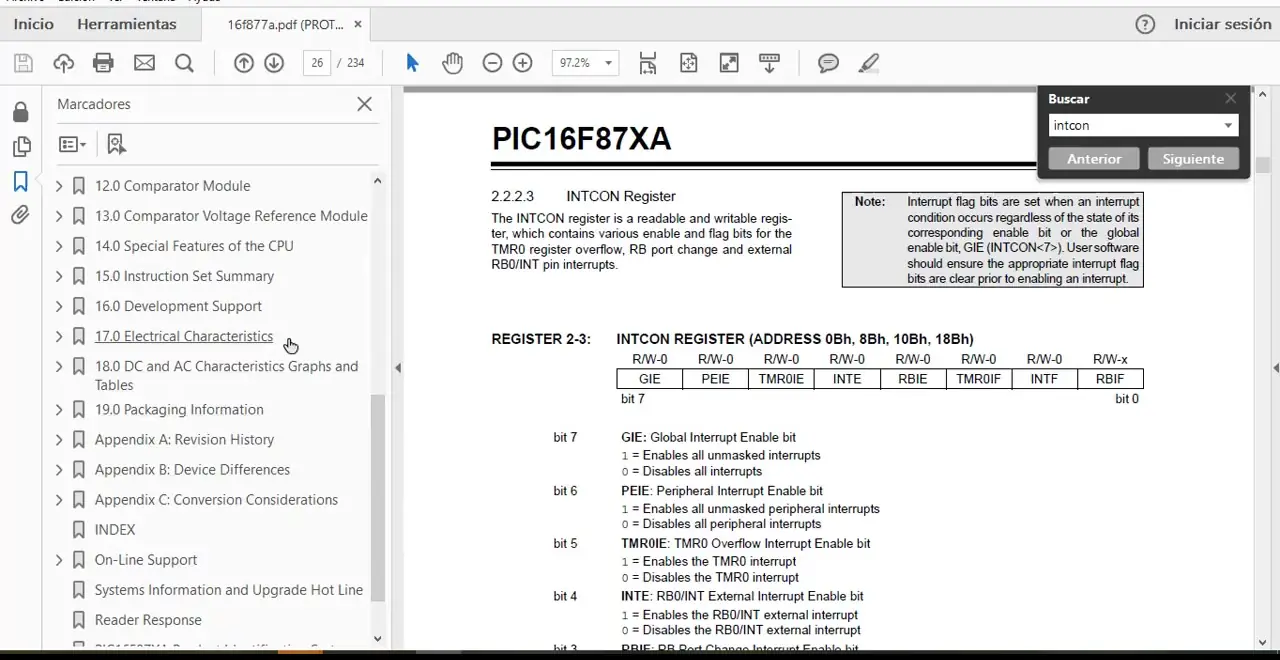 Inicio
Herramientas
16f877a.pdf (PROT...
Iniciar sesión
26
/ 234
97.2%
Marcadores
12.0 Comparator Module
13.0 Comparator Voltage Reference Module
14.0 Special Features of the CPU
15.0 Instruction Set Summary
16.0 Development Support
17.0 Electrical Characteristics
18.0 DC and AC Characteristics Graphs and
Tables
19.0 Packaging Information
Appendix A: Revision History
Appendix B: Device Differences
Appendix C: Conversion Considerations
INDEX
On-Line Support
Systems Information and Upgrade Hot Line
Reader Response
Buscar
intcon
Anterior
Siguiente
PIC16F87XA
2.2.2.3 INTCON Register
The INTCON register is a readable and writable regis-
ter, which contains various enable and flag bits for the
TMR0 register overflow, RB port change and external
RB0/INT pin interrupts.
Note: Interrupt flag bits are set when an interrupt
condition occurs regardless of the state of its
corresponding enable bit or the global
enable bit, GIE (INTCON<7>). User software
should ensure the appropriate interrupt flag
bits are clear prior to enabling an interrupt.
REGISTER 2-3: INTCON REGISTER (ADDRESS 0Bh, 8Bh, 10Bh, 18Bh)
R/W-0 R/W-0 R/W-0 R/W-0 R/W-0 R/W-0 R/W-0 R/W-x
GIE PEIE TMR0IE INTE RBIE TMR0IF INTF RBIF
bit 7 bit 0
bit 7 GIE: Global Interrupt Enable bit
1 = Enables all unmasked interrupts
0 = Disables all interrupts
bit 6 PEIE: Peripheral Interrupt Enable bit
1 = Enables all unmasked peripheral interrupts
0 = Disables all peripheral interrupts
bit 5 TMR0IE: TMR0 Overflow Interrupt Enable bit
1 = Enables the TMR0 interrupt
0 = Disables the TMR0 interrupt
bit 4 INTE: RB0/INT External Interrupt Enable bit
1 = Enables the RB0/INT external interrupt
0 = Disables the RB0/INT external interrupt
bit 3 RBIE: RB Port Change Interrupt Enable bit